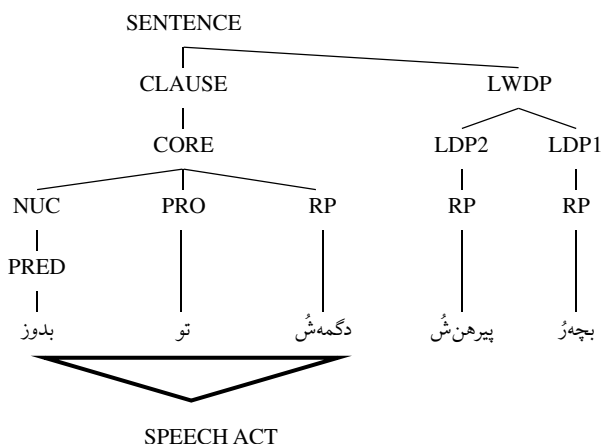 SENTENCE
CLAUSE LWDP
CORE LDP2 LDP1
NUC PRO RP RP RP
PRED
بچه‌رُ پیرهن‌شُ دگمه‌شُ تو بدوز
SPEECH ACT